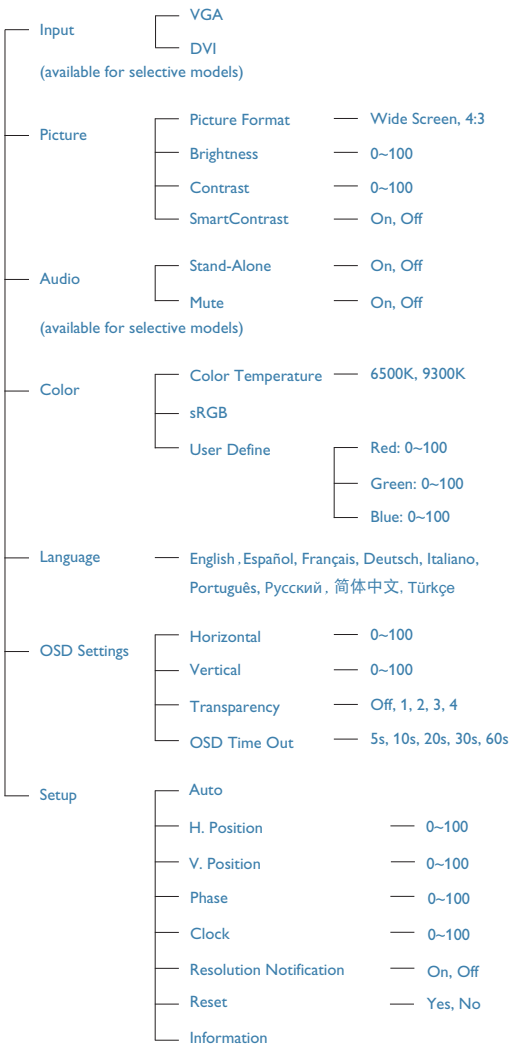 Input
VGA
DVI
(available for selective models)
Picture
Picture Format Wide Screen, 4:3
Brightness 0~100
Contrast 0~100
SmartContrast On, Off
Audio
Stand-Alone On, Off
Mute On, Off
(available for selective models)
Color
Color Temperature 6500K, 9300K
sRGB
User Define Red: 0~100
Green: 0~100
Blue: 0~100
Language English, Español, Français, Deutsch, Italiano,
Português, Русский, 简体中文, Türkçe
OSD Settings
Horizontal 0~100
Vertical 0~100
Transparency Off, 1, 2, 3, 4
OSD Time Out 5s, 10s, 20s, 30s, 60s
Setup
Auto
H. Position 0~100
V. Position 0~100
Phase 0~100
Clock 0~100
Resolution Notification On, Off
Reset Yes, No
Information